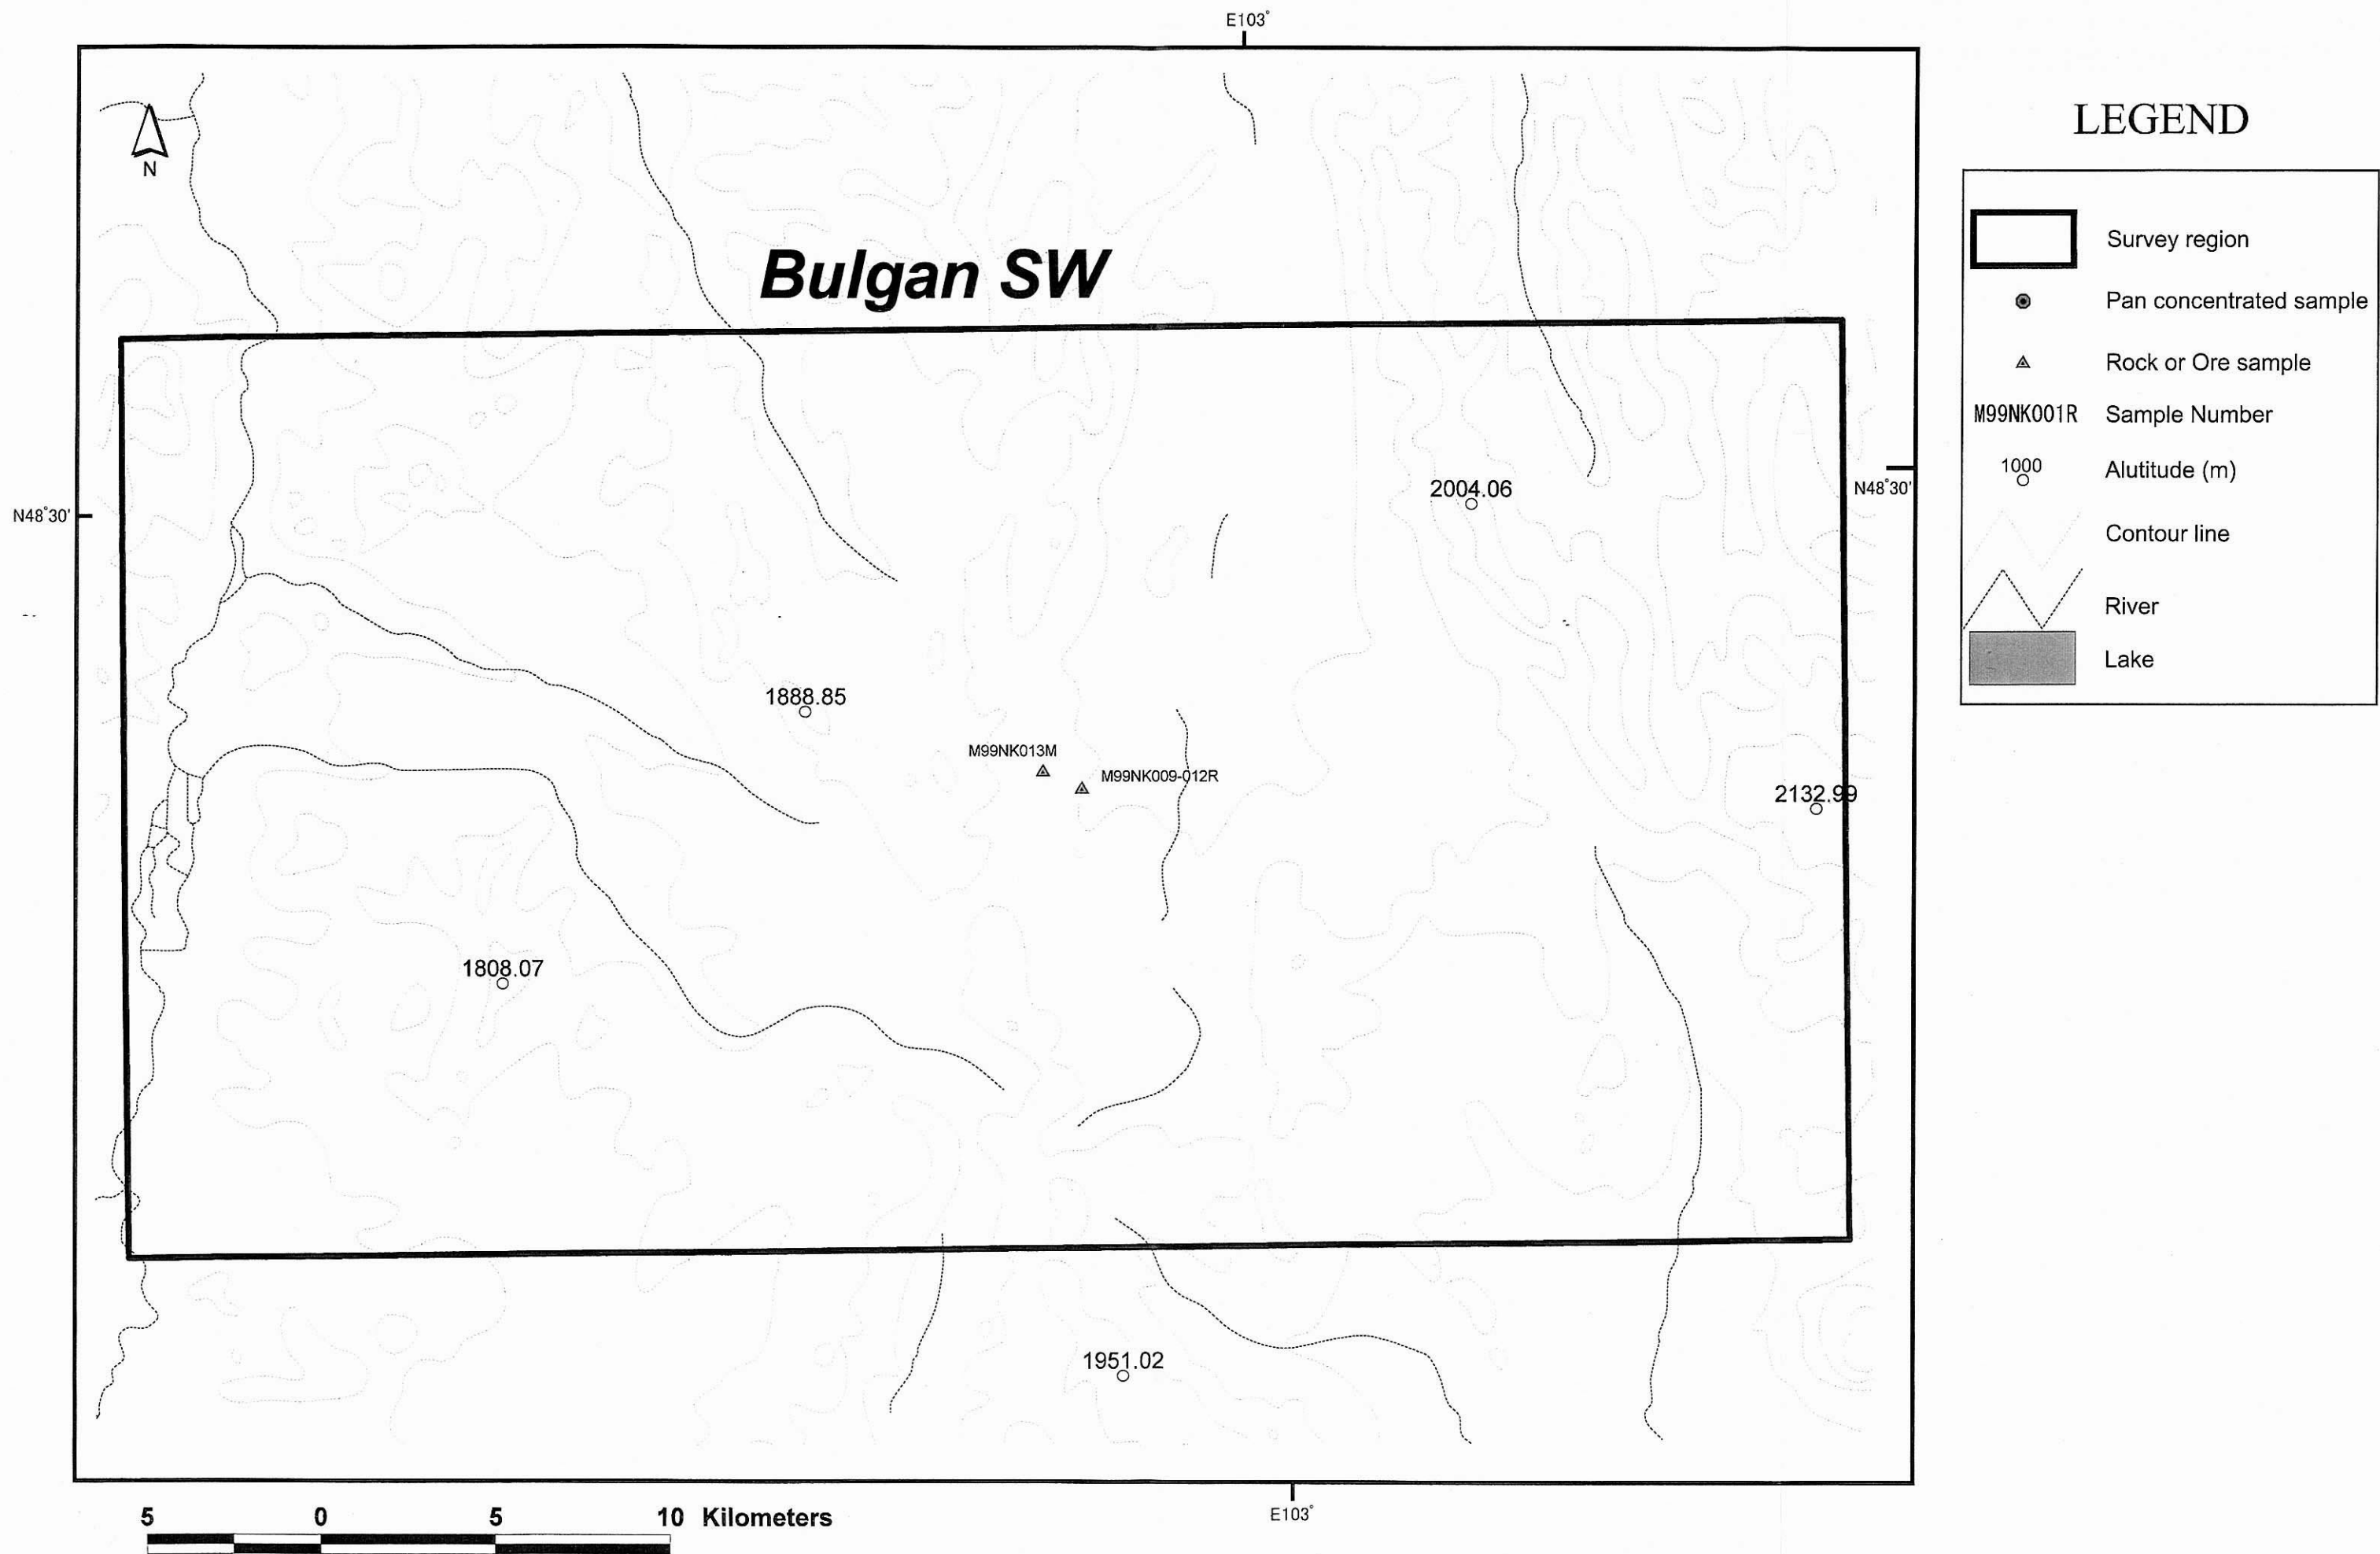 E103°
N
Bulgan SW
N48°30'
N48°30'
2004.06
1888.85
M99NK013M
M99NK009-012R
2132.99
1808.07
1951.02
E103°
5 0 5 10 Kilometers
LEGEND
Survey region
Pan concentrated sample
Rock or Ore sample
M99NK001R Sample Number
1000 Alutitude (m)
Contour line
River
Lake